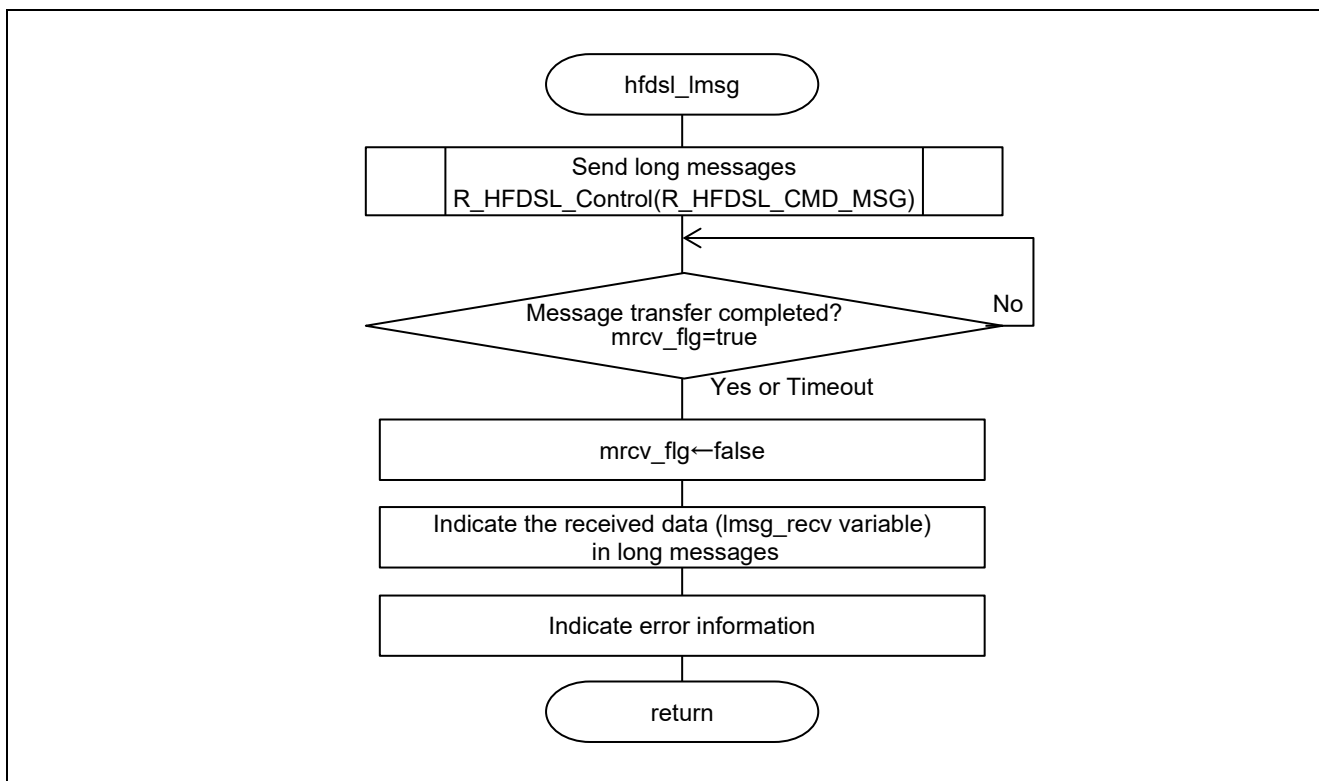 hfdsl_lmsg
Send long messages
R_HFDSL_Control(R_HFDSL_CMD_MSG)
No
Message transfer completed?
mrcv_flg=true
Yes or Timeout
mrcv_flg←false
Indicate the received data (lmsg_recv variable)
in long messages
Indicate error information
return